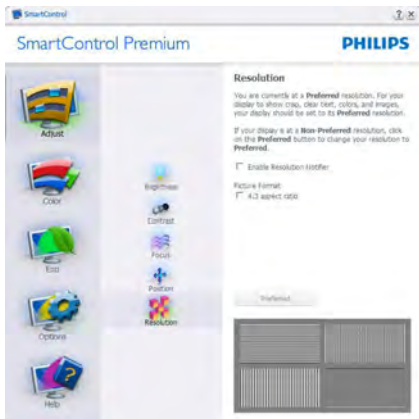 SmartControl
SmartControl Premium
PHILIPS
Adjust
Color
Eco
Options
Help
Brightness
Contrast
Focus
Position
Resolution
Resolution
You are currently at a Preferred resolution. For your
display to show crisp, clear text, colors, and images,
your display should be set to its Preferred resolution.
If your display is at a Non-Preferred resolution, click
on the Preferred button to change your resolution to
Preferred.
Enable Resolution Notifier
Picture Format
4:3 aspect ratio
Preferred